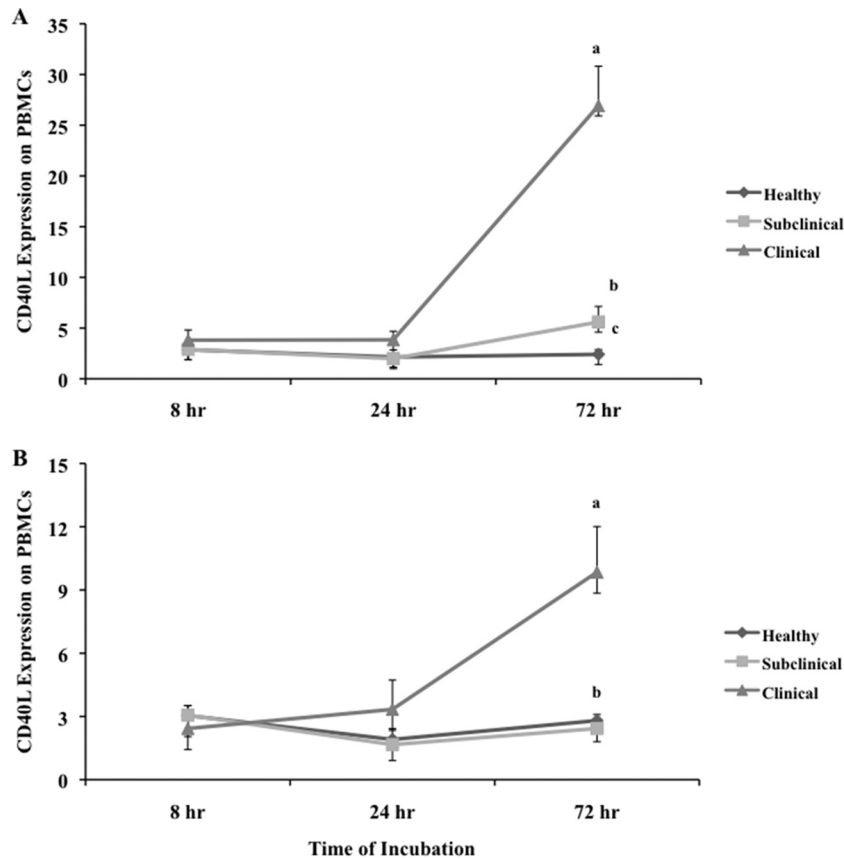 A
CD40L Expression on PBMCs
35
30
25
20
15
10
5
0
a
b
c
8 hr 24 hr 72 hr
Healthy
Subclinical
Clinical
B
CD40L Expression on PBMCs
15
12
9
6
3
0
a
b
8 hr 24 hr 72 hr
Time of Incubation
Healthy
Subclinical
Clinical